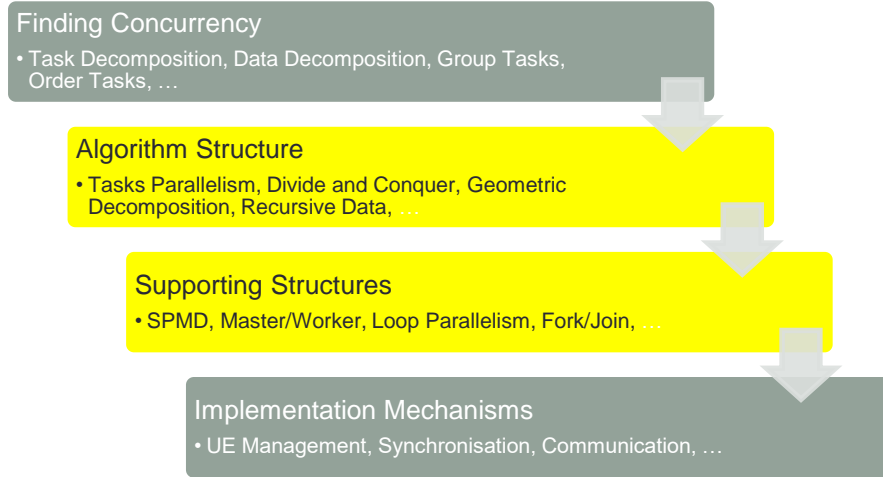 Finding Concurrency
• Task Decomposition, Data Decomposition, Group Tasks,
Order Tasks, …
Algorithm Structure
• Tasks Parallelism, Divide and Conquer, Geometric
Decomposition, Recursive Data, …
Supporting Structures
• SPMD, Master/Worker, Loop Parallelism, Fork/Join, …
Implementation Mechanisms
• UE Management, Synchronisation, Communication, …